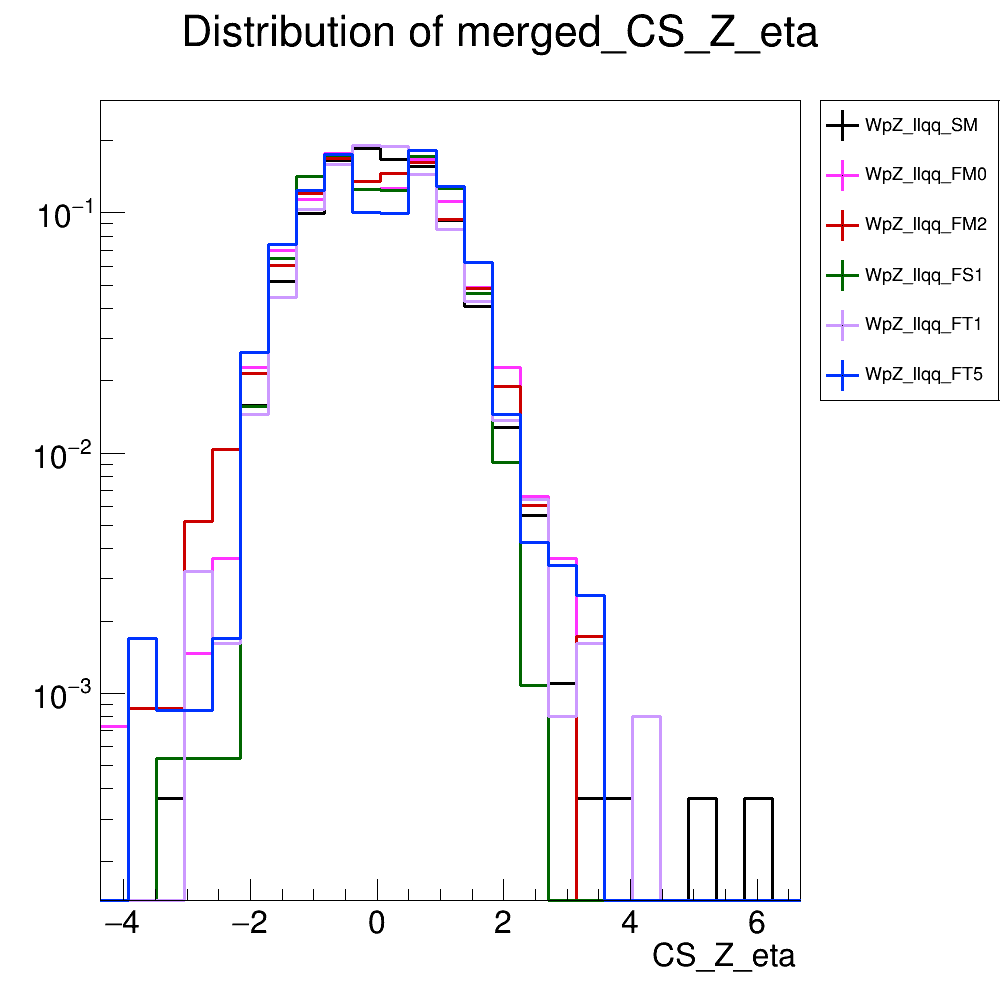 Distribution of merged_CS_Z_eta
WpZ_llqq_SM
WpZ_llqq_FM0
WpZ_llqq_FM2
WpZ_llqq_FS1
WpZ_llqq_FT1
WpZ_llqq_FT5
10−1
10−2
10−3
−4 −2 0 2 4 6
CS_Z_eta